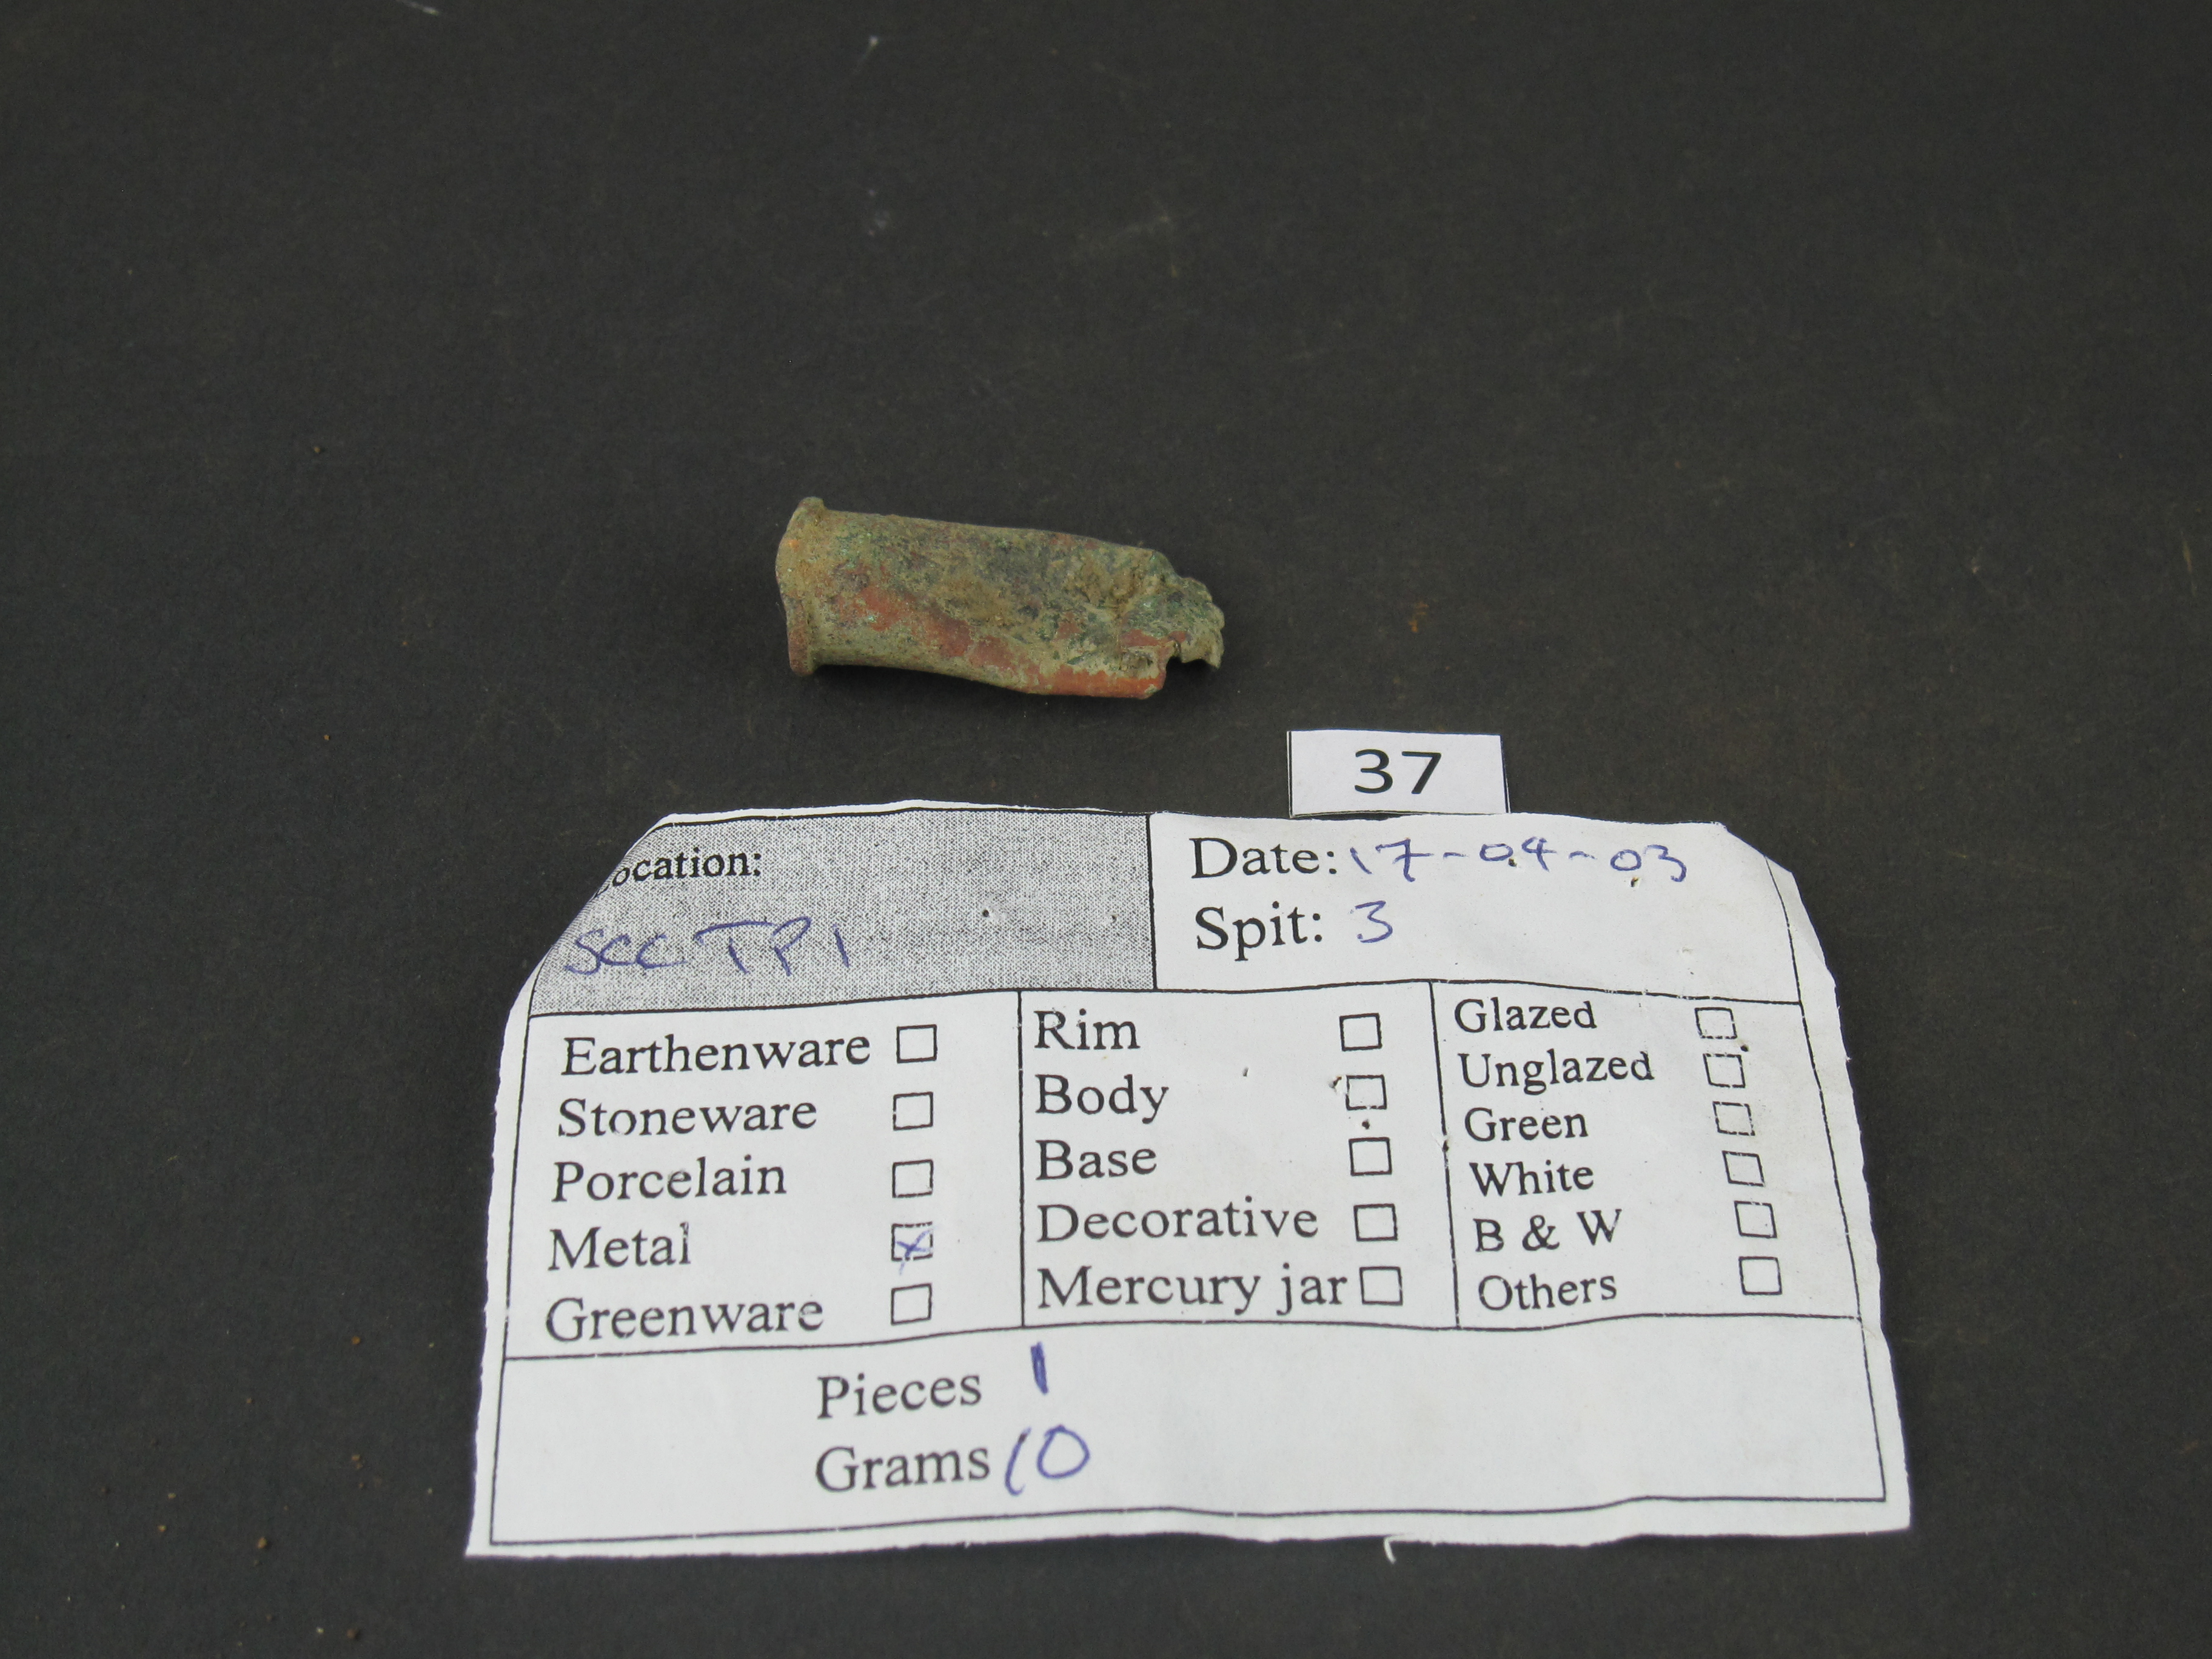 37
ocation:
SCC TP1
Date: 17-04-03
Spit: 3
Earthenware ☐
Stoneware ☐
Porcelain ☐
Metal ☒
Greenware ☐
Rim ☐
Body ☐
Base ☐
Decorative ☐
Mercury jar ☐
Glazed ☐
Unglazed ☐
Green ☐
White ☐
B & W ☐
Others ☐
Pieces 1
Grams 10